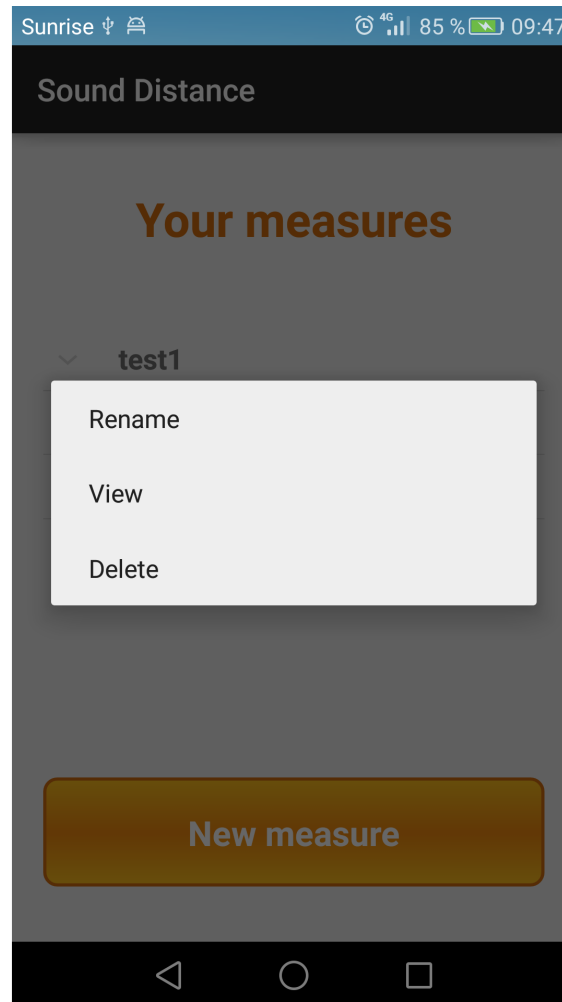 Sunrise 4G 85 % 09:47
Sound Distance
Your measures
test1
Rename
View
Delete
New measure